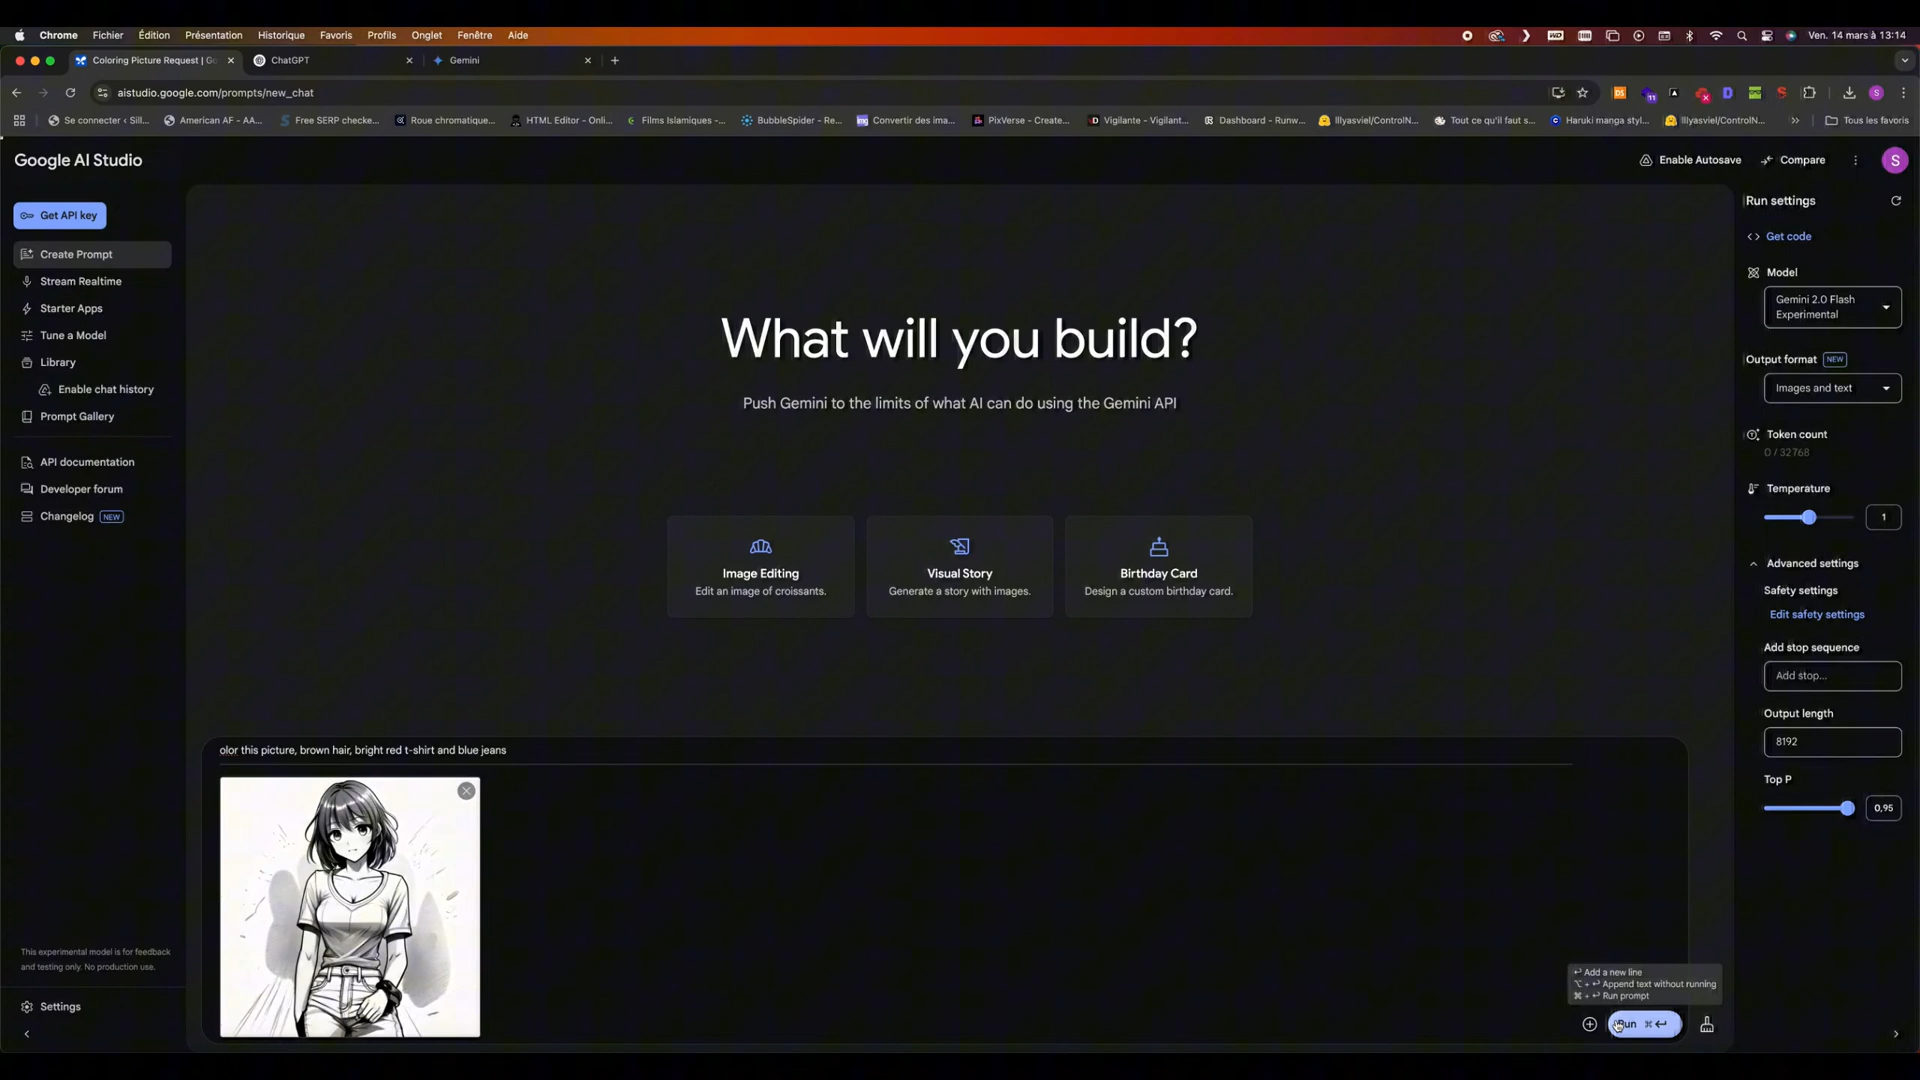 Chrome Fichier Édition Présentation Historique Favoris Profils Onglet Fenêtre Aide
Ven. 14 mars à 13:14
Coloring Picture Request | Go
ChatGPT
Gemini
aistudio.google.com/prompts/new_chat
Se connecter ‹ Sill...
American AF - AA...
Free SERP checke...
Roue chromatique...
HTML Editor - Onli...
Films Islamiques -...
BubbleSpider - Re...
Convertir des ima...
PixVerse - Create...
Vigilante - Vigilant...
Dashboard - Runw...
lllyasviel/ControlN...
Tout ce qu'il faut s...
Haruki manga styl...
lllyasviel/ControlN...
Tous les favoris
Google AI Studio
Enable Autosave
Compare
S
Get API key
Create Prompt
Stream Realtime
Starter Apps
Tune a Model
Library
Enable chat history
Prompt Gallery
API documentation
Developer forum
Changelog NEW
This experimental model is for feedback
and testing only. No production use.
Settings
What will you build?
Push Gemini to the limits of what AI can do using the Gemini API
Image Editing
Edit an image of croissants.
Visual Story
Generate a story with images.
Birthday Card
Design a custom birthday card.
olor this picture, brown hair, bright red t-shirt and blue jeans
↩ Add a new line
⌥ + ↩ Append text without running
⌘ + ↩ Run prompt
Run ⌘ ↩
Run settings
Get code
Model
Gemini 2.0 Flash
Experimental
Output format NEW
Images and text
Token count
0 / 32768
Temperature
1
Advanced settings
Safety settings
Edit safety settings
Add stop sequence
Add stop...
Output length
8192
Top P
0,95